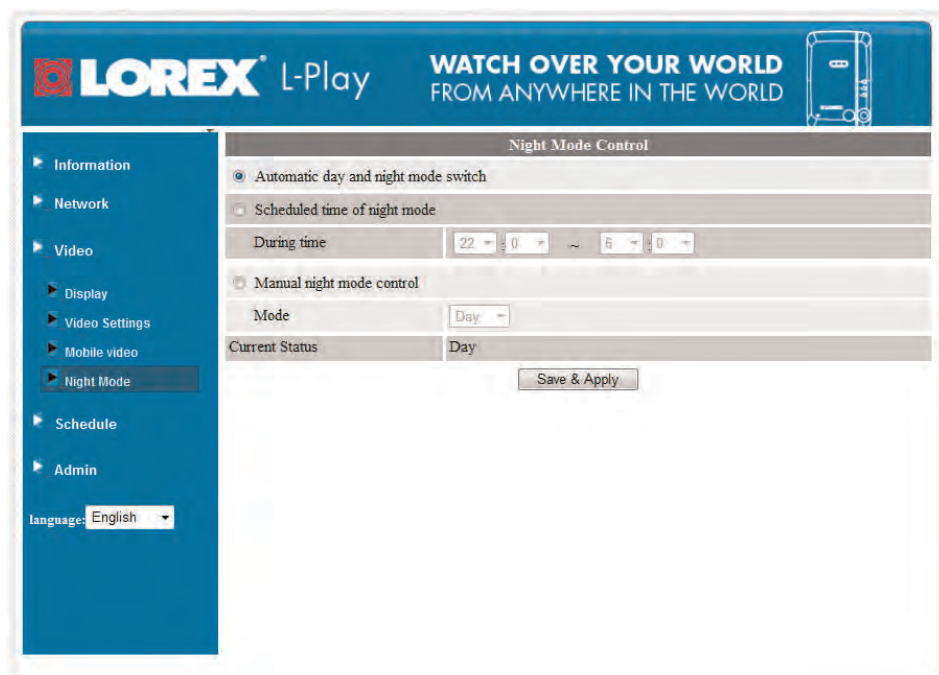 LOREX L-Play
WATCH OVER YOUR WORLD
FROM ANYWHERE IN THE WORLD
Information
Network
Video
Display
Video Settings
Mobile video
Night Mode
Schedule
Admin
language: English
Night Mode Control
Automatic day and night mode switch
Scheduled time of night mode
During time 22 : 0 ~ 6 : 0
Manual night mode control
Mode Day
Current Status Day
Save & Apply